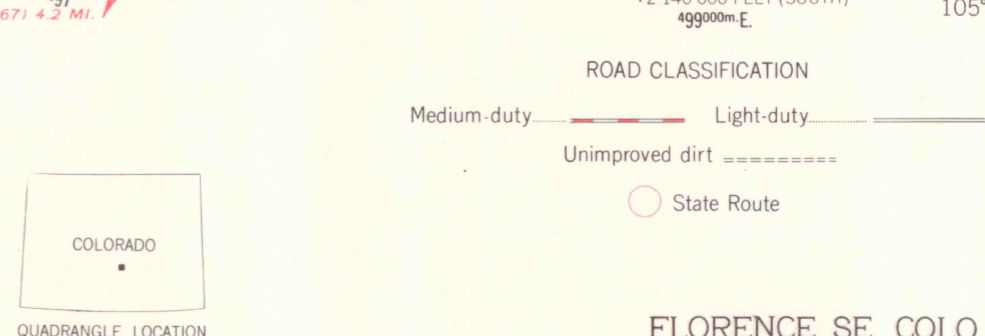 67) 4.2 MI.
499000m.E.
105°
ROAD CLASSIFICATION
Medium-duty Light-duty
Unimproved dirt
State Route
COLORADO
QUADRANGLE LOCATION
FLORENCE SE, COLO